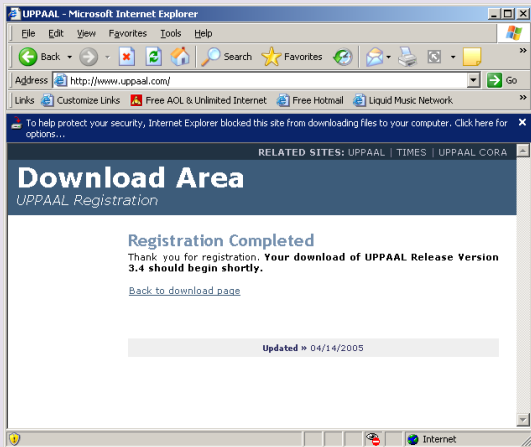 UPPAAL - Microsoft Internet Explorer
File Edit View Favorites Tools Help
Back Search Favorites
Address http://www.uppaal.com/ Go
Links Customize Links Free AOL & Unlimited Internet Free Hotmail Liquid Music Network
To help protect your security, Internet Explorer blocked this site from downloading files to your computer. Click here for
options...
RELATED SITES: UPPAAL | TIMES | UPPAAL CORA
Download Area
UPPAAL Registration
Registration Completed
Thank you for registration. Your download of UPPAAL Release Version
3.4 should begin shortly.
Back to download page
Updated » 04/14/2005
Internet